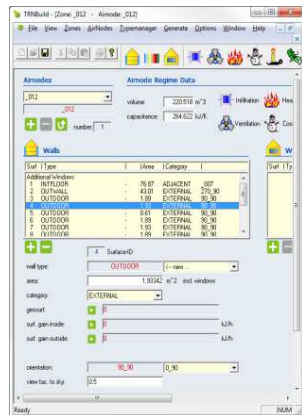 TRNBuild - [Zone: _012 - Airnode: _012]
File View Zones AirNodes Typemanager Generate Options Window Help
Airnodes
Airnode Regime Data
_012
_012
volume: 220.518 m^3
Infiltration
capacitance: 264.622 kJ/K
number 1
Ventilation
Walls
Surf Type Area Category
Additional Windows
1 INTFLOOR - 76.87 ADJACENT _007
2 OUTWALL - 43.01 EXTERNAL 270_90
3 OUTDOOR - 1.89 EXTERNAL 90_90
4 OUTDOOR - 1.93 EXTERNAL 90_90
5 OUTDOOR - 8.61 EXTERNAL 90_90
6 OUTDOOR - 1.89 EXTERNAL 90_90
7 OUTDOOR - 1.93 EXTERNAL 90_90
8 OUTDOOR - 1.89 EXTERNAL 90_90
4 Surface-ID
wall type: OUTDOOR <-- new ...
area: 1.93342 m^2 incl. windows
category: EXTERNAL
geosurf: 0
surf. gain inside: 0 kJ/h
surf. gain outside: 0 kJ/h
orientation: 90_90 0_90
view fac. to sky: 0.5
Ready
NUM